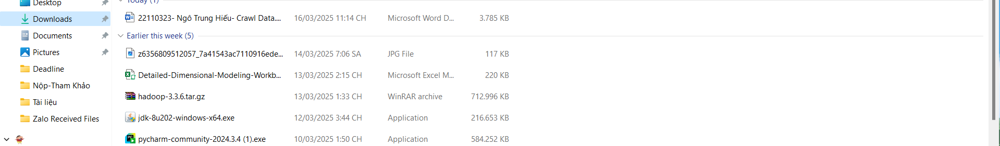 Desktop
Downloads
Documents
Pictures
Deadline
Nộp-Tham Khảo
Tài liệu
Zalo Received Files
Today (1)
22110323- Ngô Trung Hiếu- Crawl Data.... 16/03/2025 11:14 CH Microsoft Word D... 3.785 KB
Earlier this week (5)
z6356809512057_7a41543ac7110916ede... 14/03/2025 7:06 SA JPG File 117 KB
Detailed-Dimensional-Modeling-Workb... 13/03/2025 2:15 CH Microsoft Excel M... 220 KB
hadoop-3.3.6.tar.gz 13/03/2025 1:33 CH WinRAR archive 712.996 KB
jdk-8u202-windows-x64.exe 12/03/2025 3:44 CH Application 216.653 KB
pycharm-community-2024.3.4 (1).exe 10/03/2025 1:50 CH Application 584.252 KB